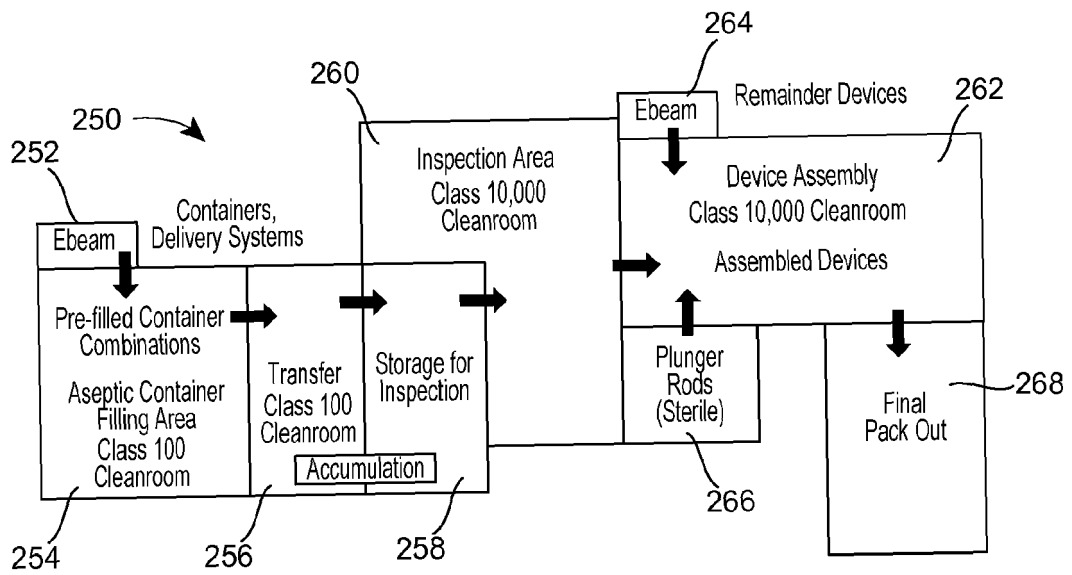 264
260
Ebeam
Remainder Devices
262
250
252
Inspection Area
Class 10,000
Cleanroom
Device Assembly
Class 10,000 Cleanroom
Assembled Devices
Containers,
Delivery Systems
Ebeam
Pre-filled Container
Combinations
Aseptic Container
Filling Area
Class 100
Cleanroom
Transfer
Class 100
Cleanroom
Storage for
Inspection
Accumulation
Plunger
Rods
(Sterile)
Final
Pack Out
268
266
254
256
258